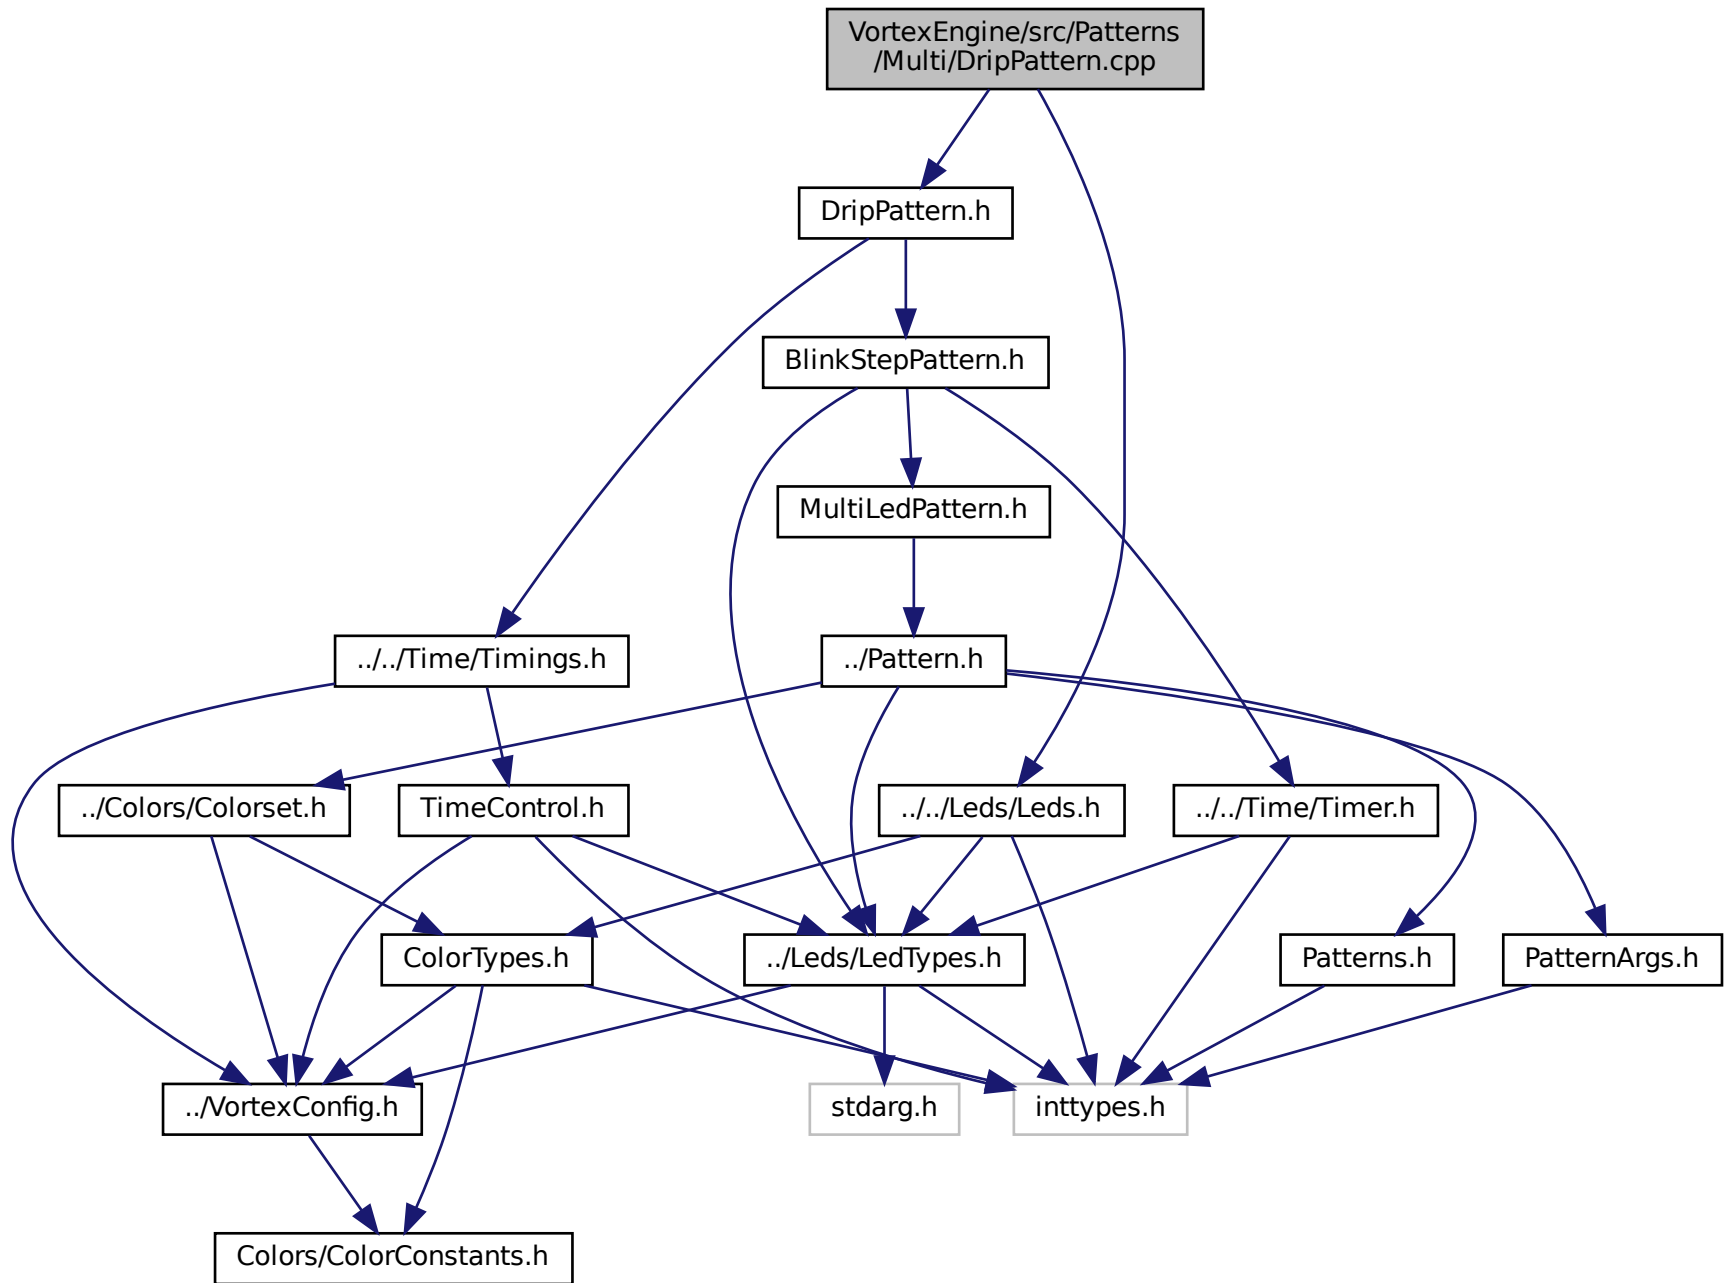 VortexEngine/src/Patterns
/Multi/DripPattern.cpp
DripPattern.h
BlinkStepPattern.h
MultiLedPattern.h
../../Time/Timings.h
../Pattern.h
../Colors/Colorset.h
TimeControl.h
../../Leds/Leds.h
../../Time/Timer.h
ColorTypes.h
../Leds/LedTypes.h
Patterns.h
PatternArgs.h
../VortexConfig.h
stdarg.h
inttypes.h
Colors/ColorConstants.h